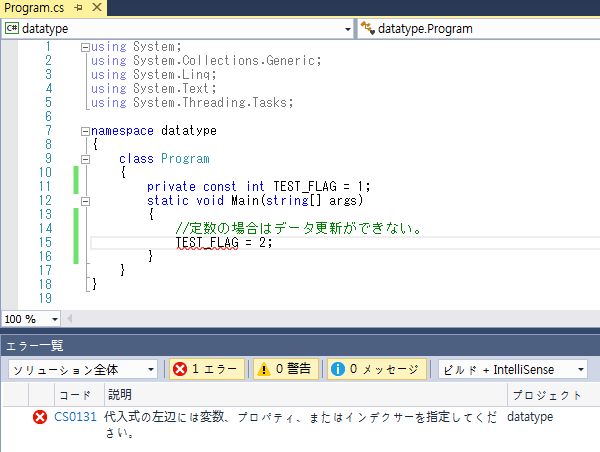 Program.cs
datatype
datatype.Program
1 using System;
2 using System.Collections.Generic;
3 using System.Linq;
4 using System.Text;
5 using System.Threading.Tasks;
6
7 namespace datatype
8 {
9 class Program
10 {
11 private const int TEST_FLAG = 1;
12 static void Main(string[] args)
13 {
14 //定数の場合はデータ更新ができない。
15 TEST_FLAG = 2;
16 }
17 }
18 }
19
100 %
エラー一覧
ソリューション全体 1 エラー 0 警告 0 メッセージ ビルド + IntelliSense
コード 説明 プロジェクト
CS0131 代入式の左辺には変数、プロパティ、またはインデクサーを指定してくだ datatype
さい。